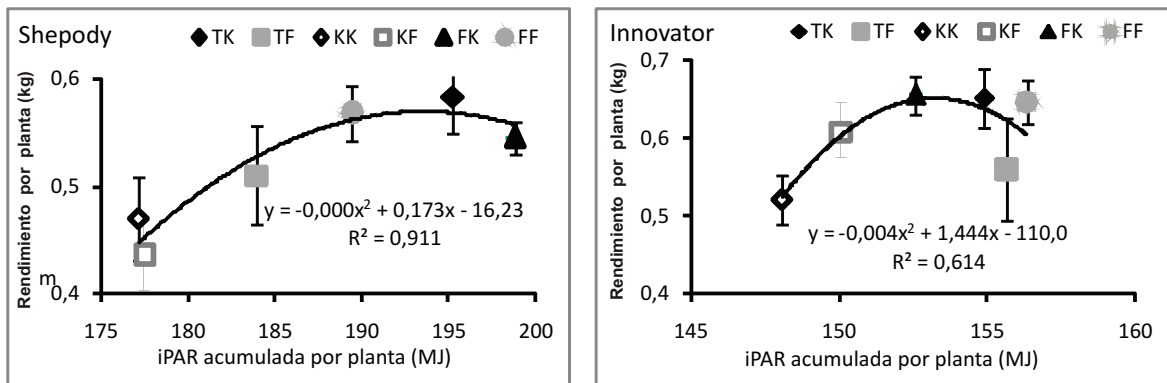 Shepody
TK TF KK KF FK FF
Rendimiento por planta (kg)
0,6
0,5
0,4
m
y = -0,000x² + 0,173x - 16,23
R² = 0,911
175 180 185 190 195 200
iPAR acumulada por planta (MJ)
Innovator
TK TF KK KF FK FF
Rendimiento por planta (kg)
0,7
0,6
0,5
0,4
y = -0,004x² + 1,444x - 110,0
R² = 0,614
145 150 155 160
iPAR acumulada por planta (MJ)